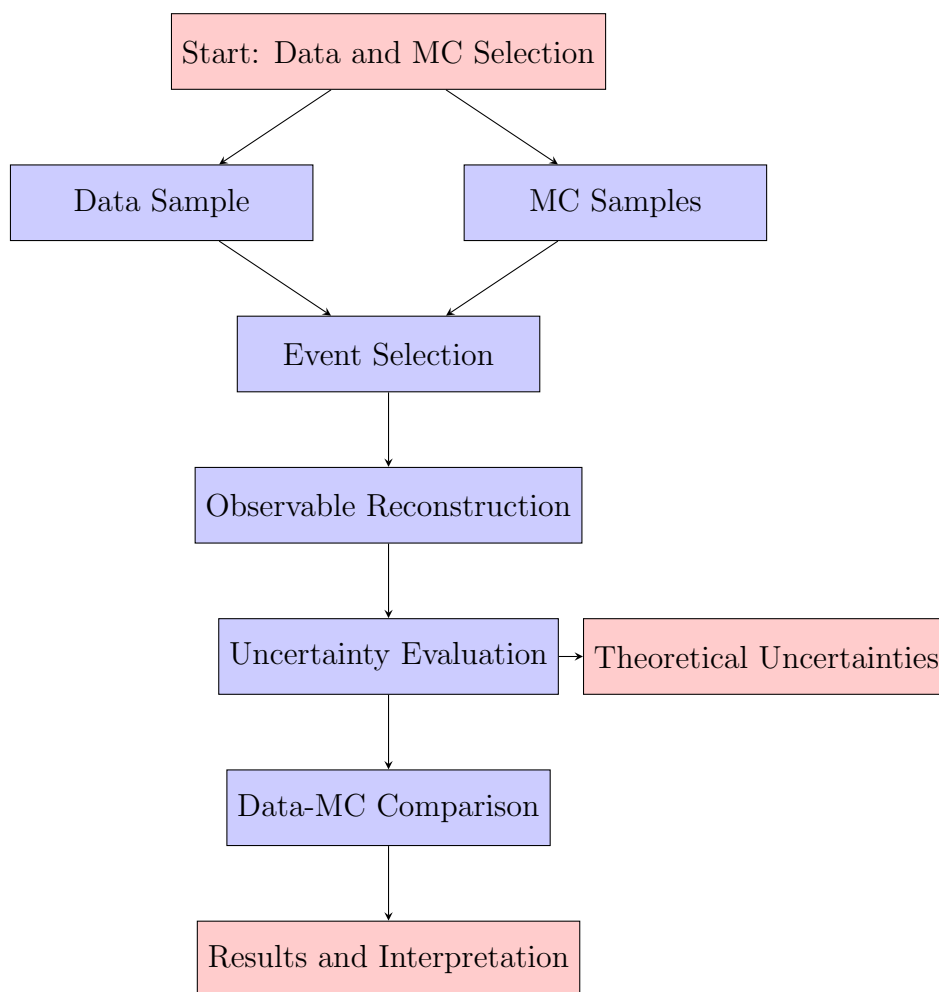 Start: Data and MC Selection
Data Sample
MC Samples
Event Selection
Observable Reconstruction
Uncertainty Evaluation
Theoretical Uncertainties
Data-MC Comparison
Results and Interpretation